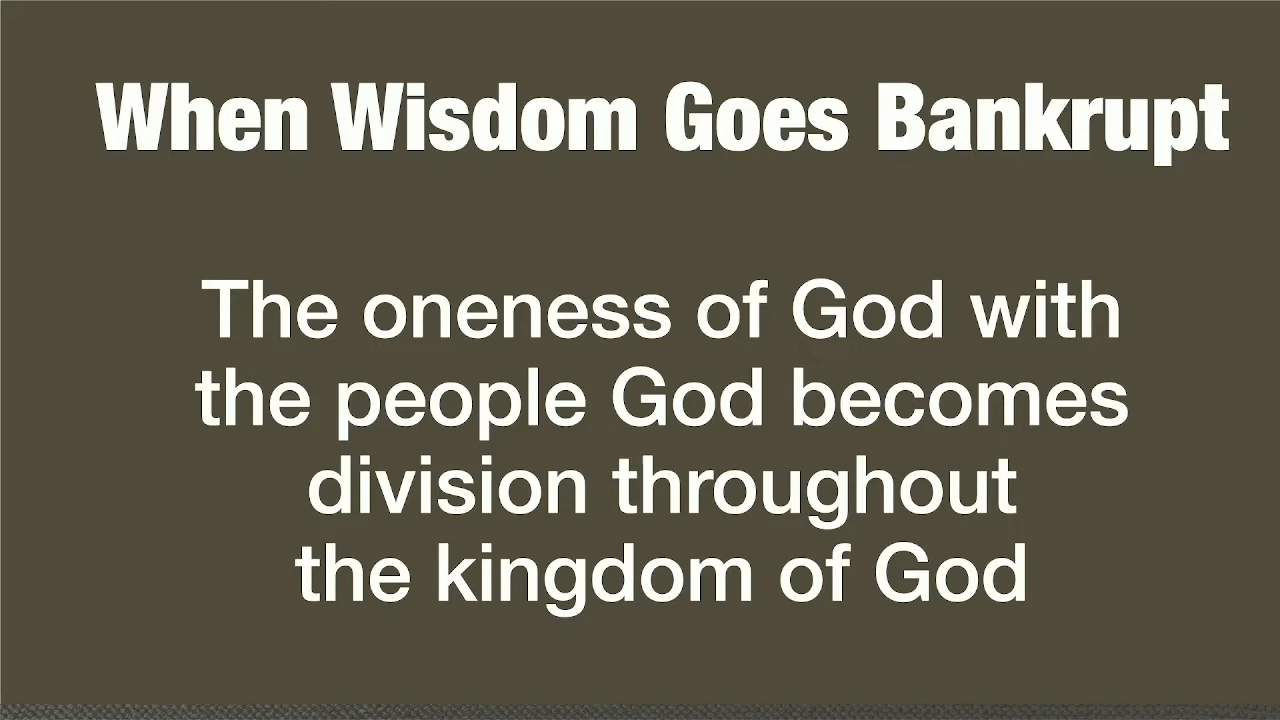 When Wisdom Goes Bankrupt
The oneness of God with
the people God becomes
division throughout
the kingdom of God